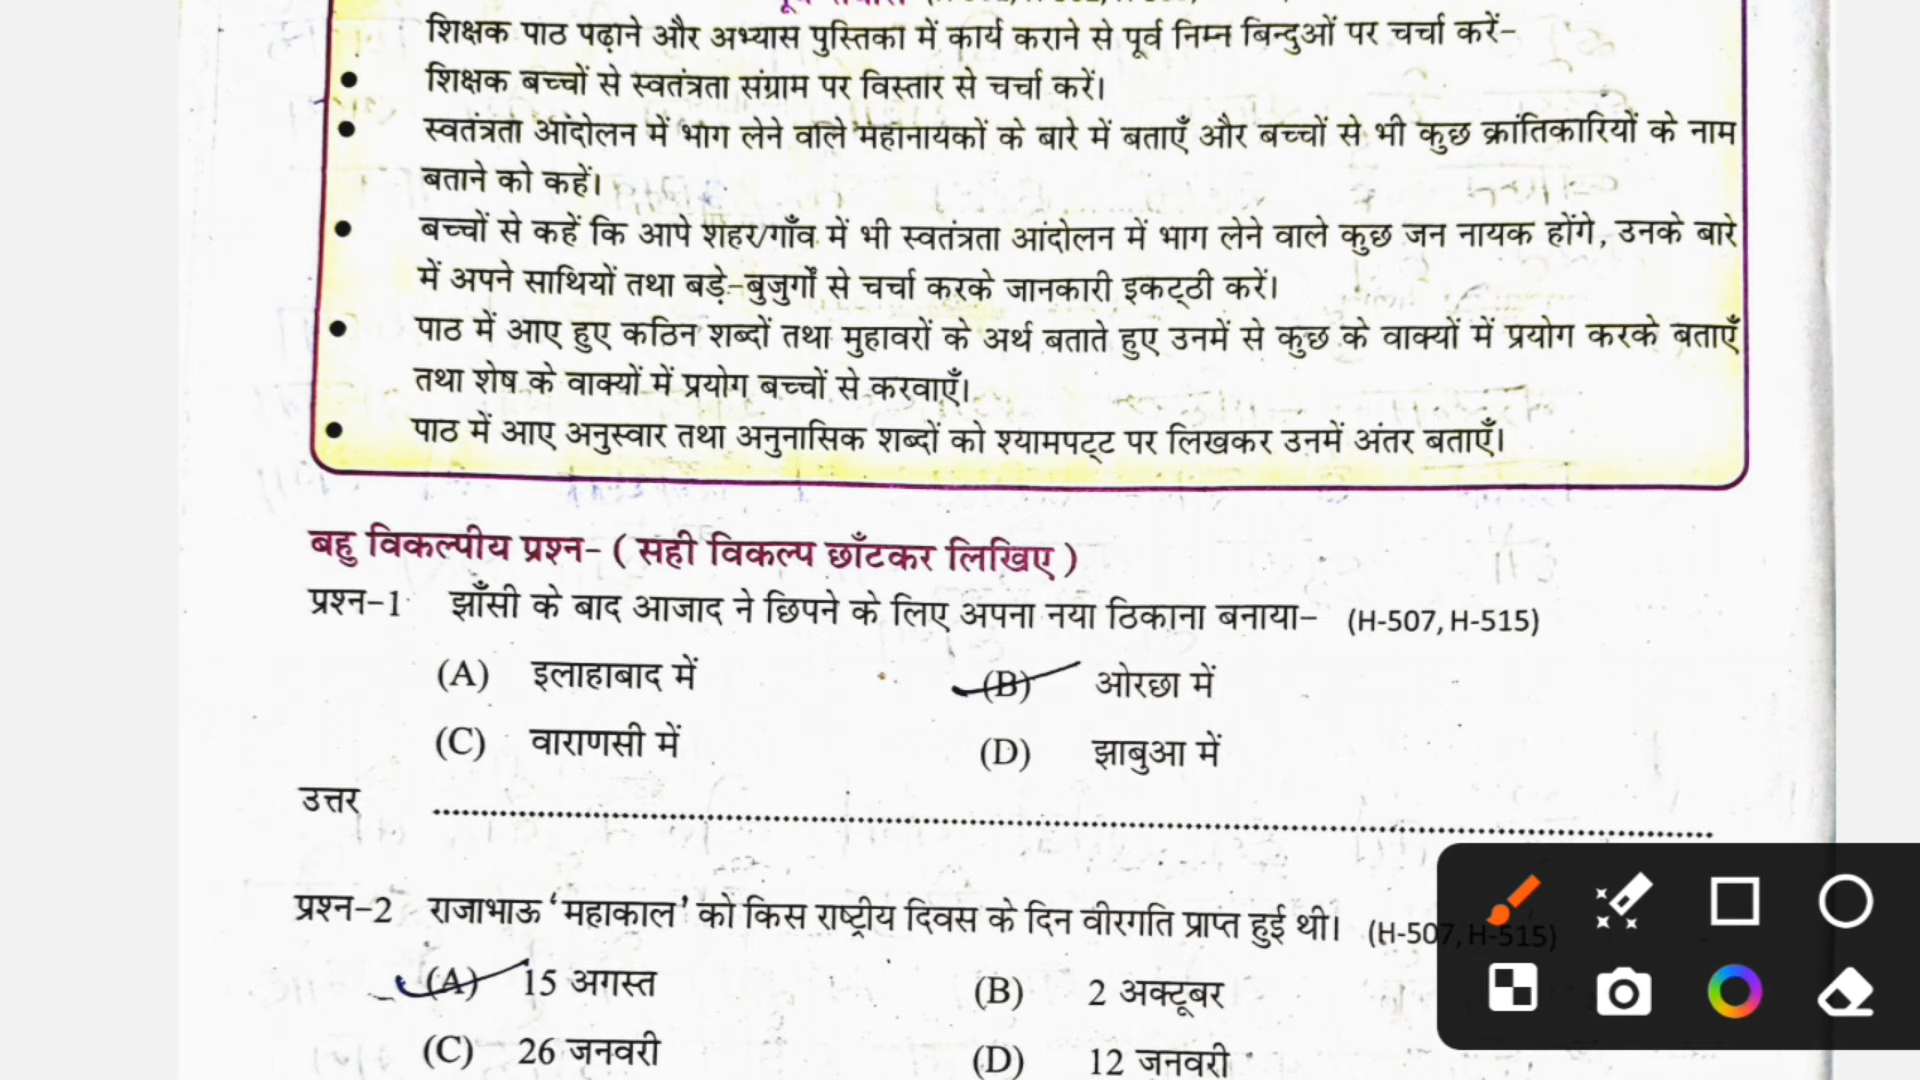 शिक्षक पाठ पढ़ाने और अभ्यास पुस्तिका में कार्य कराने से पूर्व निम्न बिन्दुओं पर चर्चा करें-
● शिक्षक बच्चों से स्वतंत्रता संग्राम पर विस्तार से चर्चा करें।
● स्वतंत्रता आंदोलन में भाग लेने वाले महानायकों के बारे में बताएँ और बच्चों से भी कुछ क्रांतिकारियों के नाम
बताने को कहें।
● बच्चों से कहें कि आपे शहर/गाँव में भी स्वतंत्रता आंदोलन में भाग लेने वाले कुछ जन नायक होंगे, उनके बारे
में अपने साथियों तथा बड़े-बुजुर्गों से चर्चा करके जानकारी इकट्ठी करें।
● पाठ में आए हुए कठिन शब्दों तथा मुहावरों के अर्थ बताते हुए उनमें से कुछ के वाक्यों में प्रयोग करके बताएँ
तथा शेष के वाक्यों में प्रयोग बच्चों से करवाएँ।
● पाठ में आए अनुस्वार तथा अनुनासिक शब्दों को श्यामपट्ट पर लिखकर उनमें अंतर बताएँ।
बहु विकल्पीय प्रश्न- ( सही विकल्प छाँटकर लिखिए )
प्रश्न-1 झाँसी के बाद आजाद ने छिपने के लिए अपना नया ठिकाना बनाया- (H-507, H-515)
(A) इलाहाबाद में (B) ओरछा में
(C) वाराणसी में (D) झाबुआ में
उत्तर
प्रश्न-2 राजाभाऊ 'महाकाल' को किस राष्ट्रीय दिवस के दिन वीरगति प्राप्त हुई थी। (H-507, H-515)
(A) 15 अगस्त (B) 2 अक्टूबर
(C) 26 जनवरी (D) 12 जनवरी